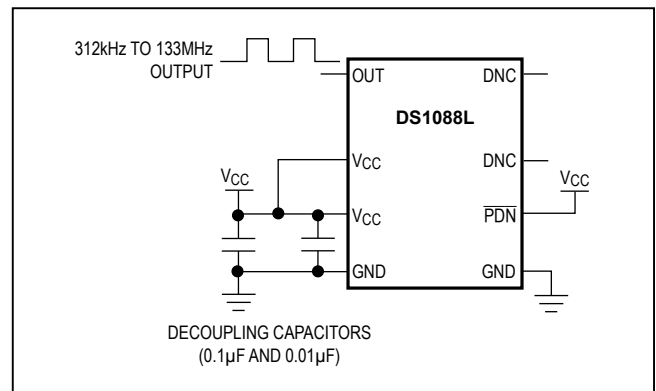 312kHz TO 133MHz
OUTPUT
OUT
DNC
DS1088L
VCC
DNC
VCC
VCC
VCC
PDN
GND
GND
DECOUPLING CAPACITORS
(0.1µF AND 0.01µF)